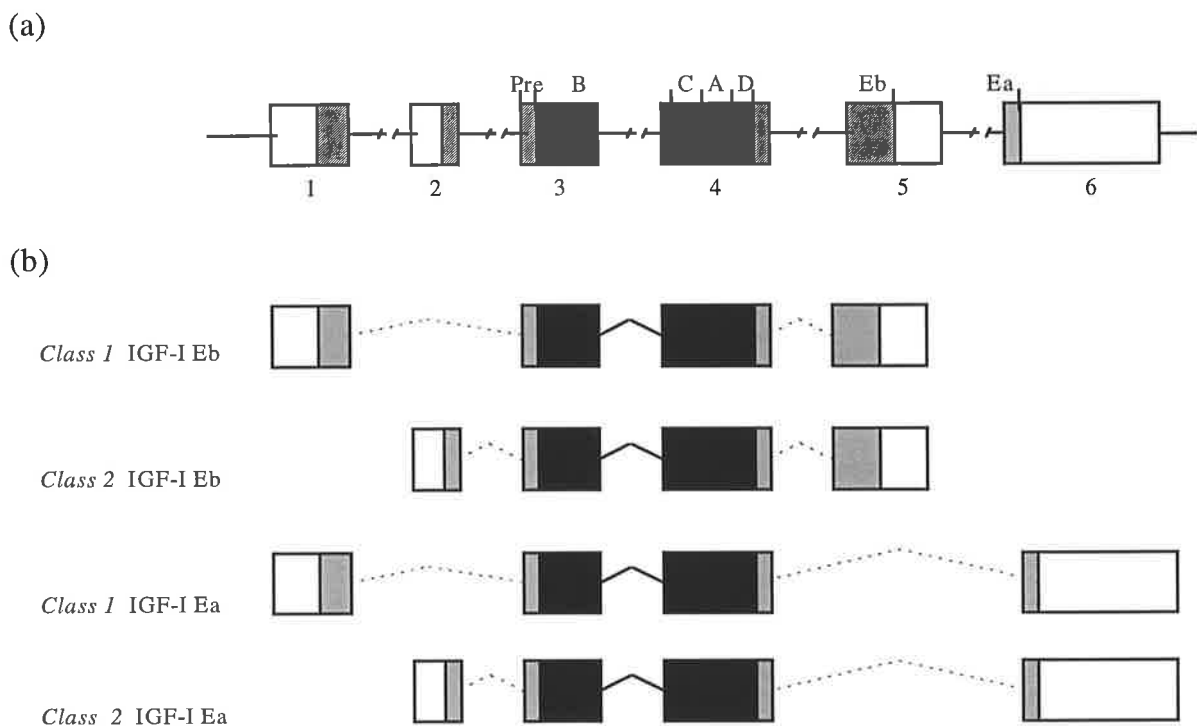 (a)
Pre B C A D Eb Ea
1 2 3 4 5 6
(b)
Class 1 IGF-I Eb
Class 2 IGF-I Eb
Class 1 IGF-I Ea
Class 2 IGF-I Ea